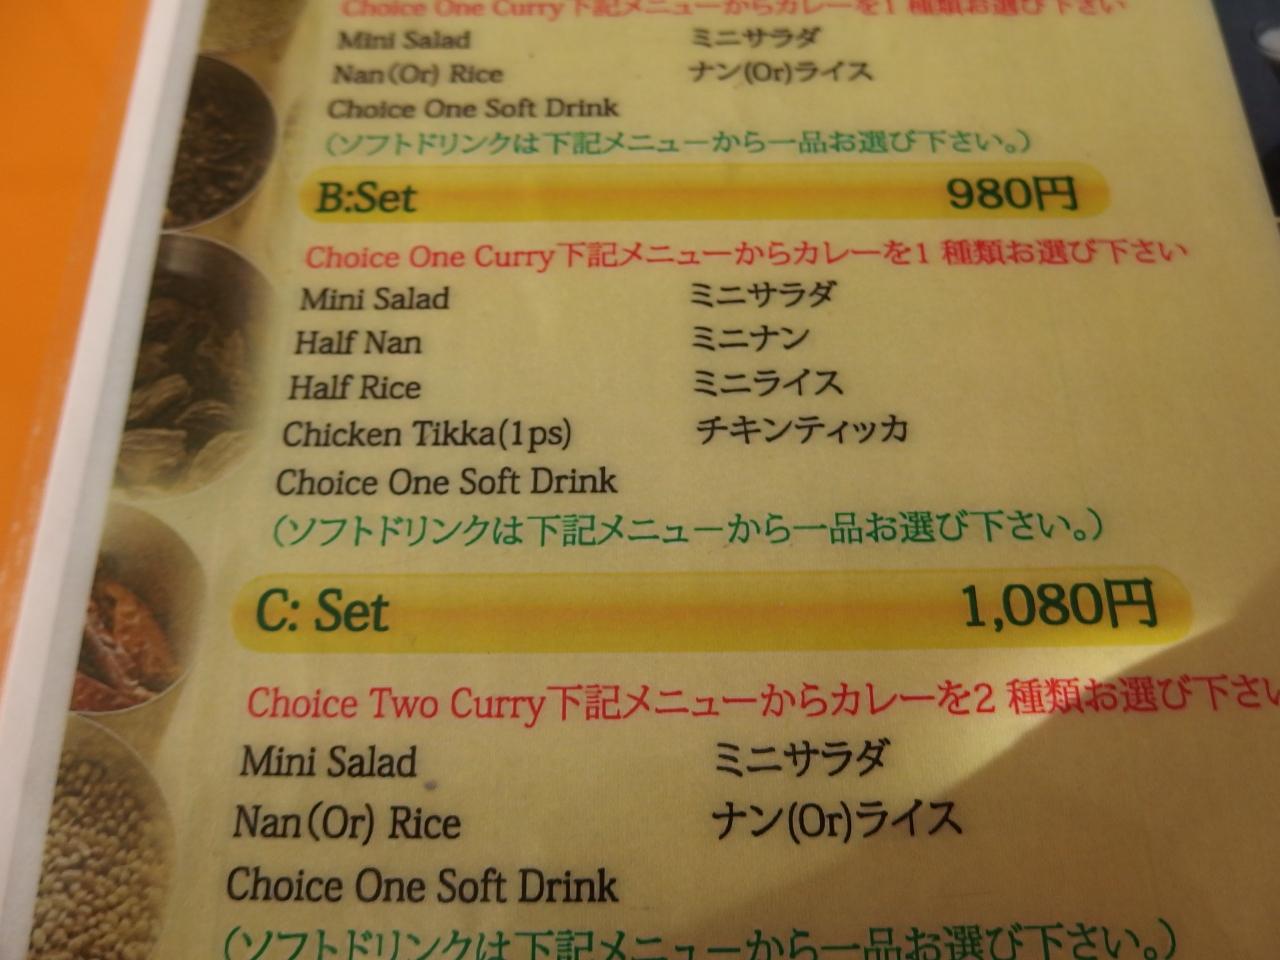 Choice One Curry下記メニューからカレーを1 種類お選び下さい
Mini Salad ミニサラダ
Nan(Or) Rice ナン(Or)ライス
Choice One Soft Drink
(ソフトドリンクは下記メニューから一品お選び下さい。)
B:Set 980円
Choice One Curry下記メニューからカレーを1 種類お選び下さい
Mini Salad ミニサラダ
Half Nan ミニナン
Half Rice ミニライス
Chicken Tikka(1ps) チキンティッカ
Choice One Soft Drink
(ソフトドリンクは下記メニューから一品お選び下さい。)
C: Set 1,080円
Choice Two Curry下記メニューからカレーを2 種類お選び下さい
Mini Salad ミニサラダ
Nan(Or) Rice ナン(Or)ライス
Choice One Soft Drink
(ソフトドリンクは下記メニューから一品お選び下さい。)